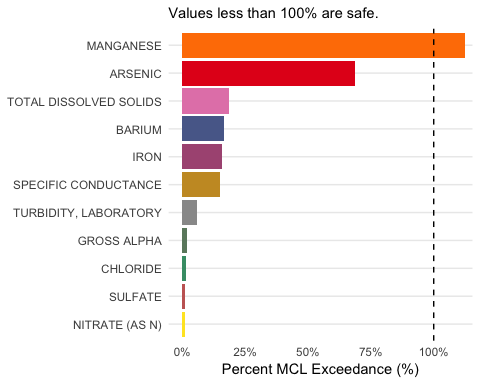 Values less than 100% are safe.
MANGANESE
ARSENIC
TOTAL DISSOLVED SOLIDS
BARIUM
IRON
SPECIFIC CONDUCTANCE
TURBIDITY, LABORATORY
GROSS ALPHA
CHLORIDE
SULFATE
NITRATE (AS N)
0% 25% 50% 75% 100%
Percent MCL Exceedance (%)